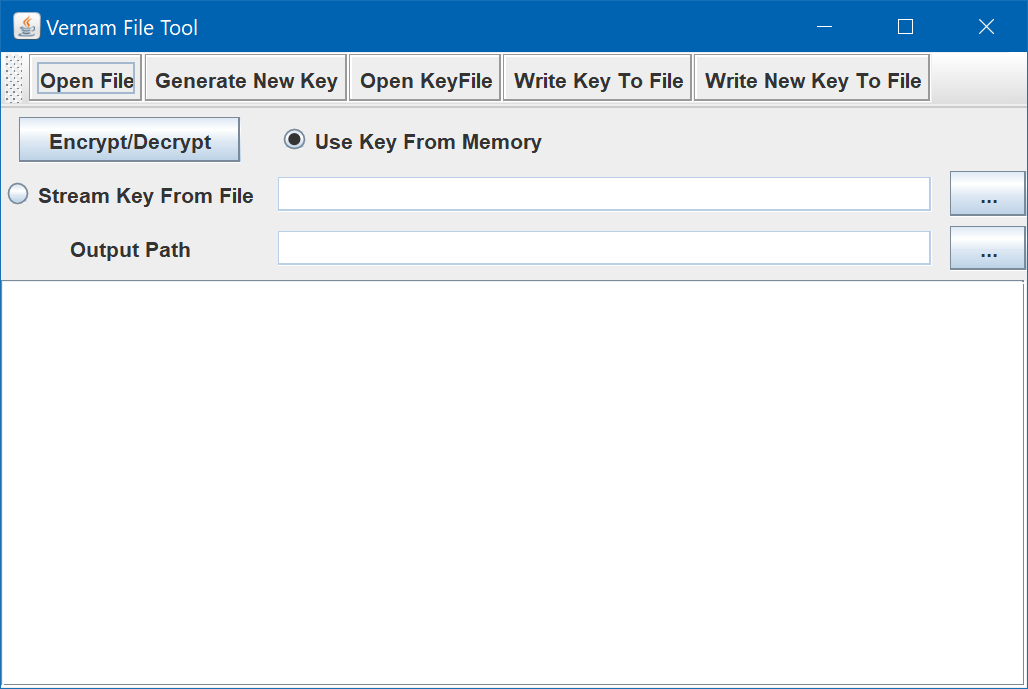 Vernam File Tool
Open File Generate New Key Open KeyFile Write Key To File Write New Key To File
Encrypt/Decrypt Use Key From Memory
Stream Key From File ...
Output Path ...